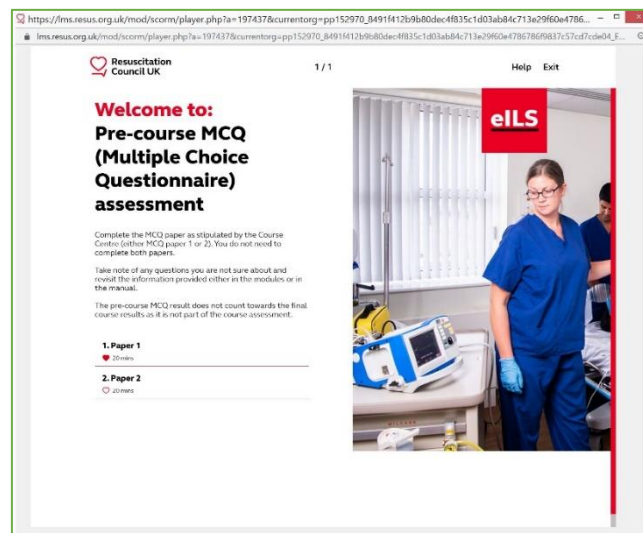 https://lms.resus.org.uk/mod/scorm/player.php?a=197437&currentorg=pp152970_8491f412b9b80dec4f835c1d03ab84c713e29f60e4786...
lms.resus.org.uk/mod/scorm/player.php?a=197437&currentorg=pp152970_8491f412b9b80dec4f835c1d03ab84c713e29f60e4786786f9837c57cd7cde04_E...
Resuscitation
Council UK
1 / 1
Help Exit
Welcome to:
Pre-course MCQ
(Multiple Choice
Questionnaire)
assessment
eILS
Complete the MCQ paper as stipulated by the Course
Centre (either MCQ paper 1 or 2). You do not need to
complete both papers.
Take note of any questions you are not sure about and
revisit the information provided either in the modules or in
the manual.
The pre-course MCQ result does not count towards the final
course results as it is not part of the course assessment.
1. Paper 1
20 mins
2. Paper 2
20 mins